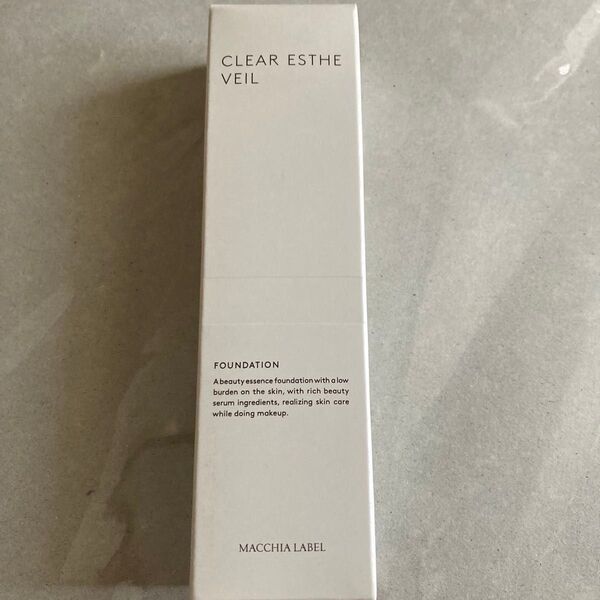 CLEAR ESTHE
VEIL
FOUNDATION
A beauty essence foundation with a low
burden on the skin, with rich beauty
serum ingredients, realizing skin care
while doing makeup.
MACCHIA LABEL